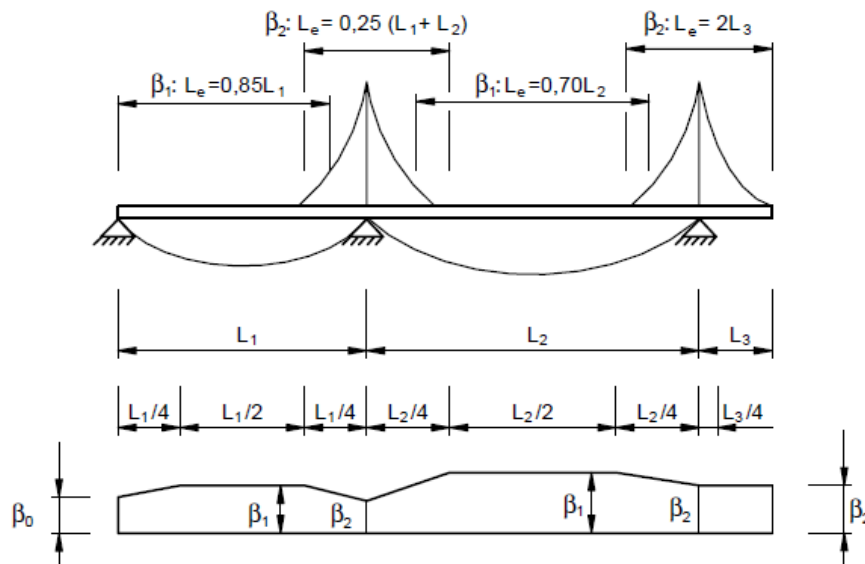 β₂: Lₑ= 0,25 (L₁+ L₂)
β₂: Lₑ= 2L₃
β₁: Lₑ=0,85L₁
β₁: Lₑ=0,70L₂
L₁
L₂
L₃
L₁/4
L₁/2
L₁/4
L₂/4
L₂/2
L₂/4
L₃/4
β₀
β₁
β₂
β₁
β₂
β₂